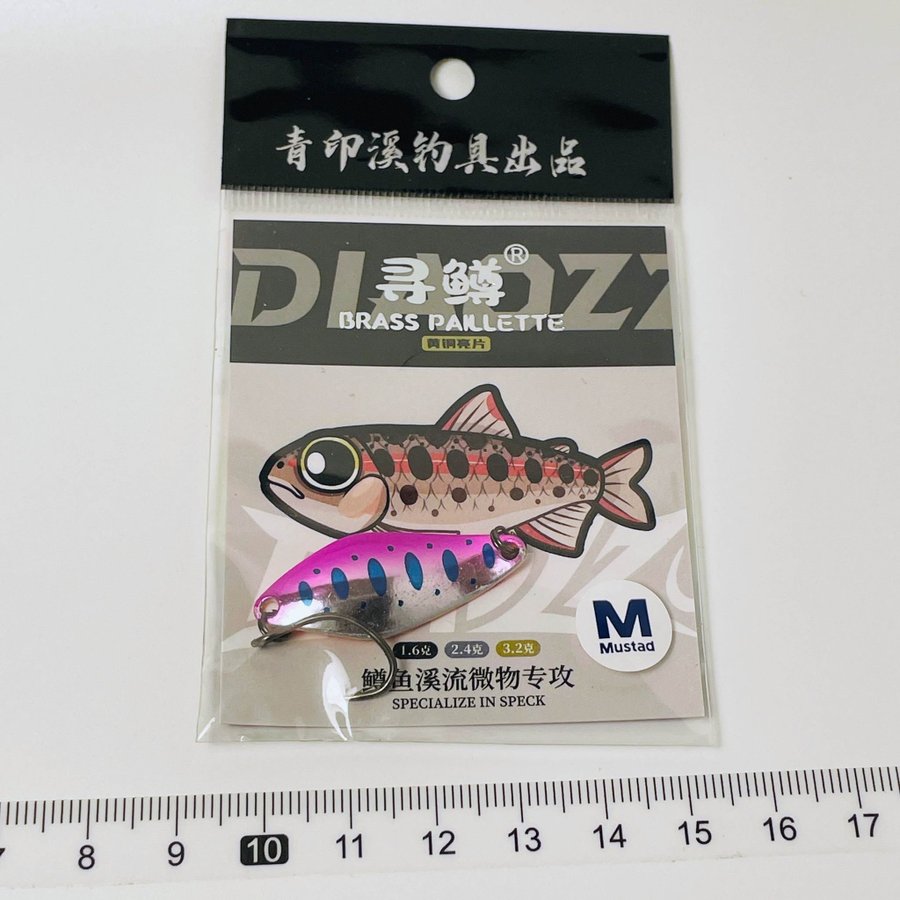 青印溪钓具出品
DIAOZZ
寻鳟®
BRASS PAILLETTE
黄铜亮片
M
Mustad
1.6克 2.4克 3.2克
鳟鱼溪流微物专攻
SPECIALIZE IN SPECK
8 9 10 11 12 13 14 15 16 17